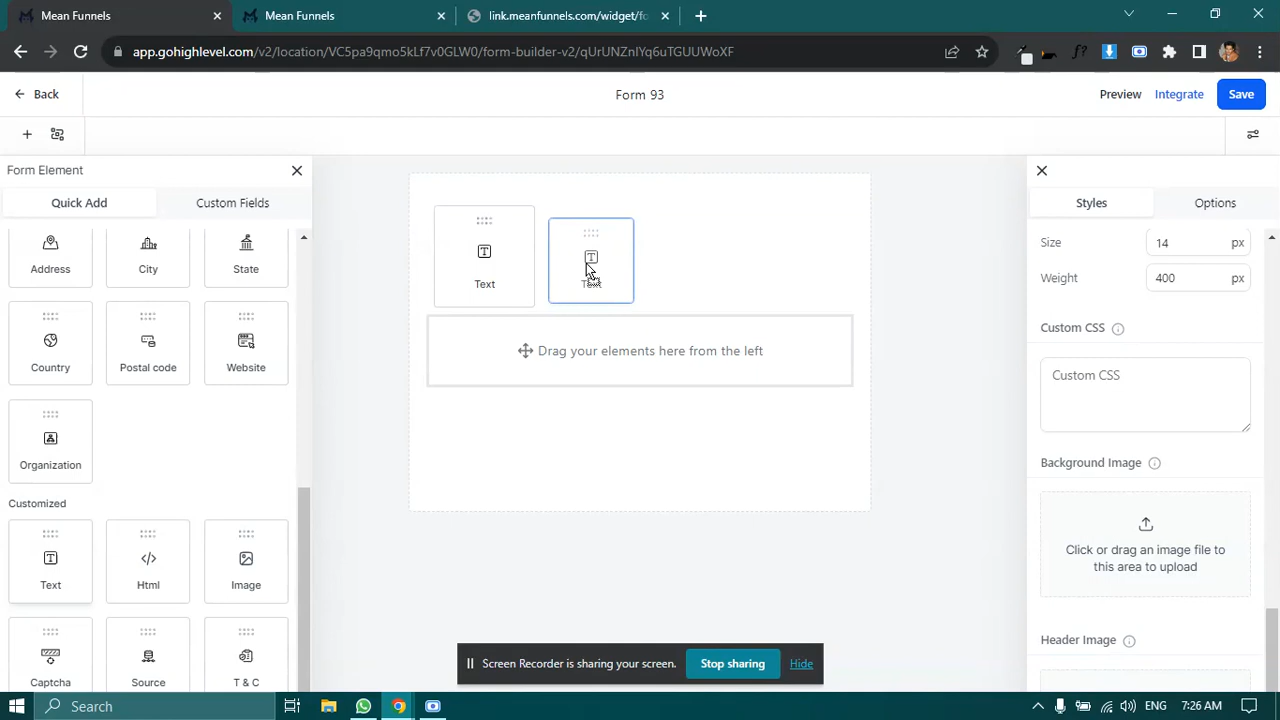 Mean Funnels
Mean Funnels
link.meanfunnels.com/widget/fo
app.gohighlevel.com/v2/location/VC5pa9qmo5kLf7v0GLW0/form-builder-v2/qUrUNZnlYq6uTGUUWoXF
Back
Form 93
Preview
Integrate
Save
Form Element
Quick Add
Custom Fields
Styles
Options
Address
City
State
Text
Text
Size
14
px
Weight
400
px
Country
Postal code
Website
Drag your elements here from the left
Custom CSS
Custom CSS
Organization
Background Image
Customized
Click or drag an image file to
this area to upload
Text
Html
Image
Header Image
Captcha
Source
T & C
Screen Recorder is sharing your screen.
Stop sharing
Hide
Search
7:26 AM